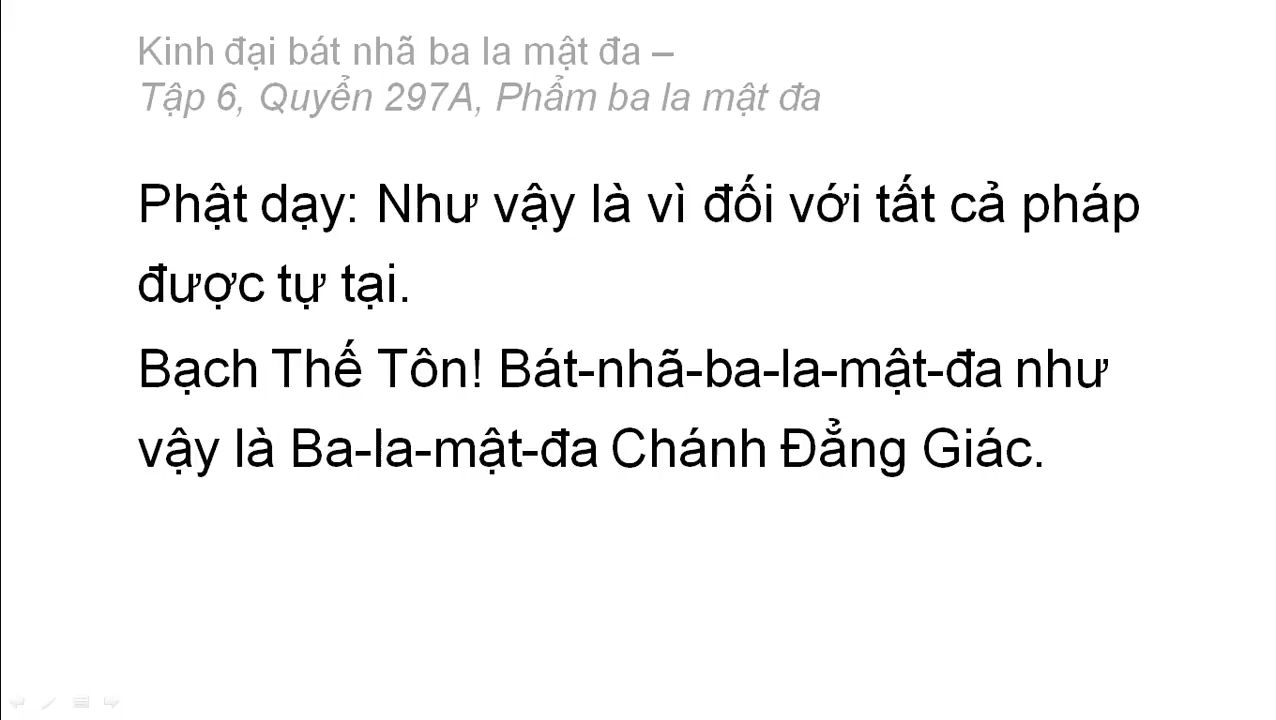 Kinh đại bát nhã ba la mật đa –
Tập 6, Quyển 297A, Phẩm ba la mật đa
Phật dạy: Như vậy là vì đối với tất cả pháp
được tự tại.
Bạch Thế Tôn! Bát-nhã-ba-la-mật-đa như
vậy là Ba-la-mật-đa Chánh Đẳng Giác.